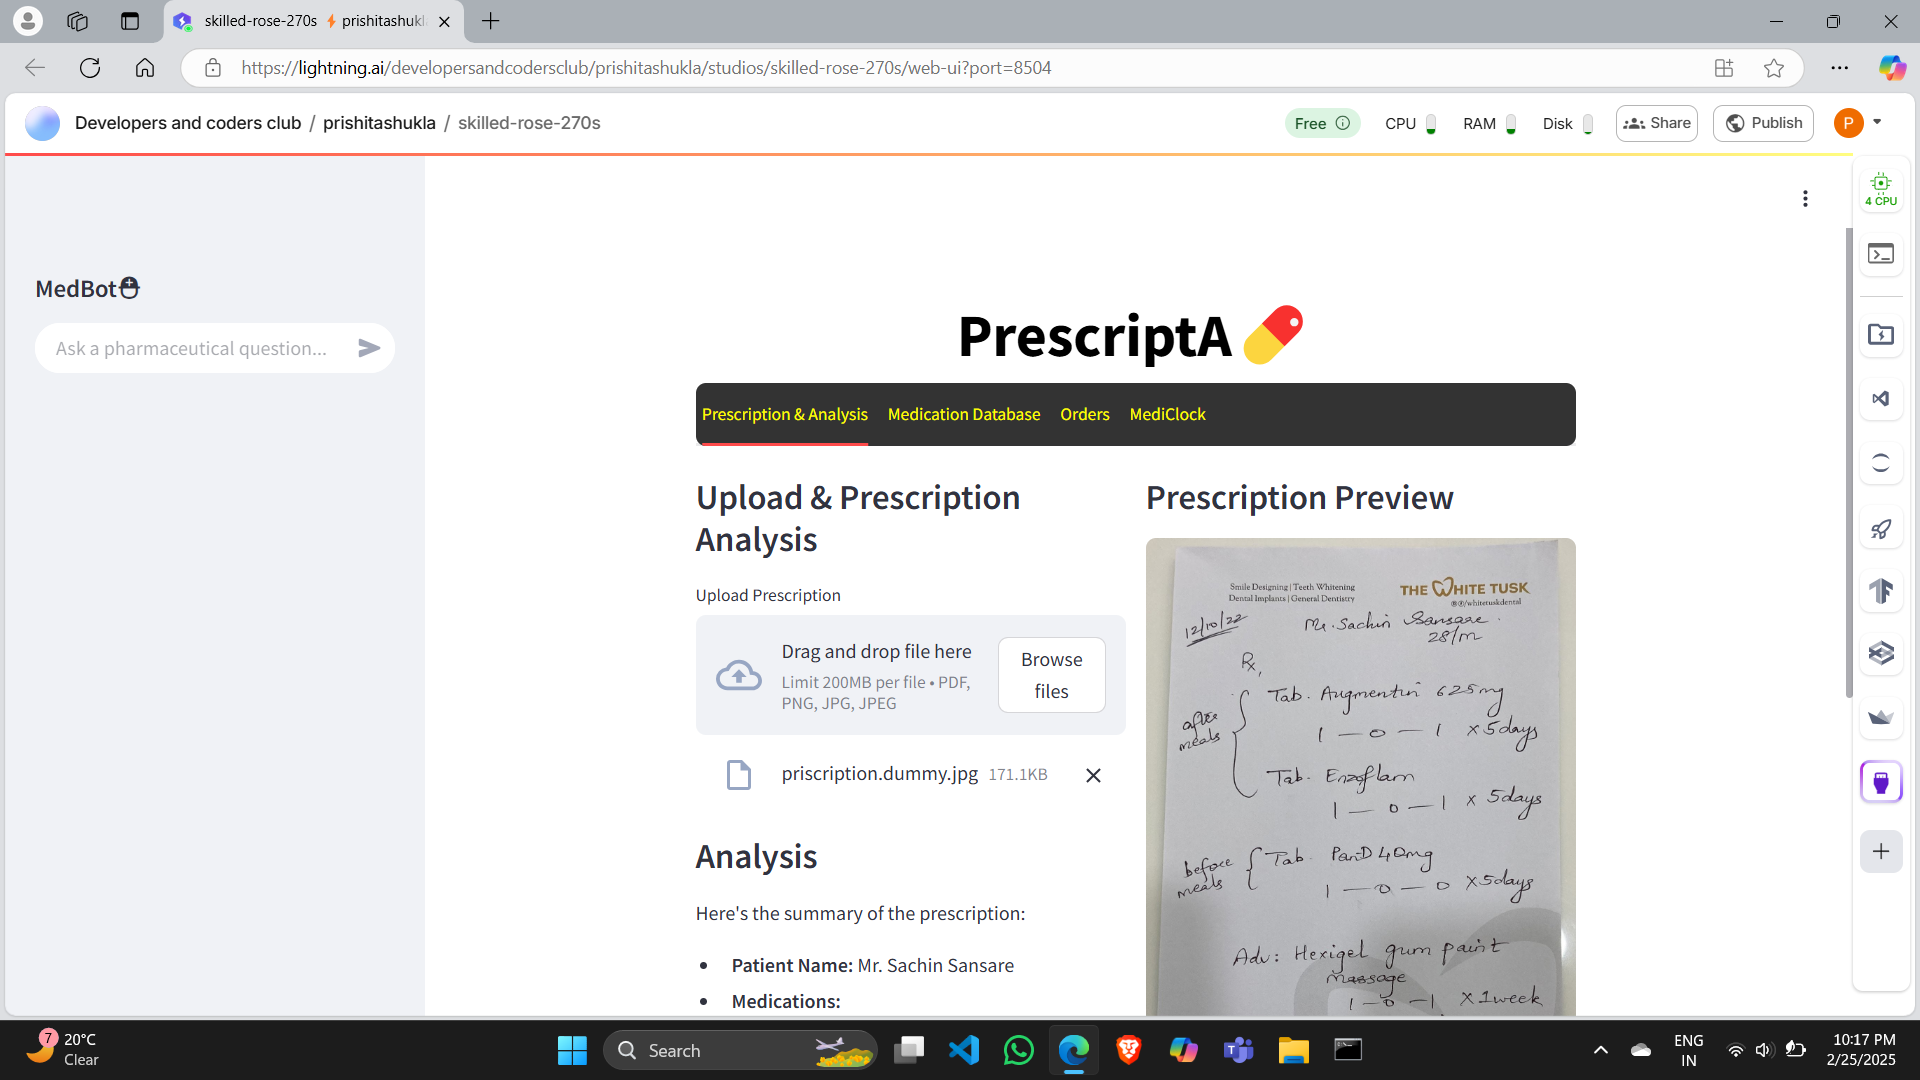 skilled-rose-270s ⚡ prishitashukl
https://lightning.ai/developersandcodersclub/prishitashukla/studios/skilled-rose-270s/web-ui?port=8504
Developers and coders club / prishitashukla / skilled-rose-270s
Free
CPU
RAM
Disk
Share
Publish
P
4 CPU
MedBot
Ask a pharmaceutical question...
PrescriptA
Prescription & Analysis
Medication Database
Orders
MediClock
Upload & Prescription
Analysis
Upload Prescription
Drag and drop file here
Limit 200MB per file • PDF,
PNG, JPG, JPEG
Browse
files
priscription.dummy.jpg 171.1KB
Analysis
Here's the summary of the prescription:
• Patient Name: Mr. Sachin Sansare
• Medications:
Prescription Preview
Smile Designing | Teeth Whitening
Dental Implants | General Dentistry
THE WHITE TUSK
/whitetuskdental
12/10/22
Mr. Sachin Sansare
28/m
Rx,
after
meals
Tab. Augmentin 625mg
1 — 0 — 1 x 5days
Tab. Enzoflam
1 — 0 — 1 x 5days
before
meals
Tab. PanD 40mg
1 — 0 — 0 x 5days
Adv: Hexigel gum paint
massage
1 — 0 — 1 x 1week
7
20°C
Clear
Search
T
ENG
IN
10:17 PM
2/25/2025